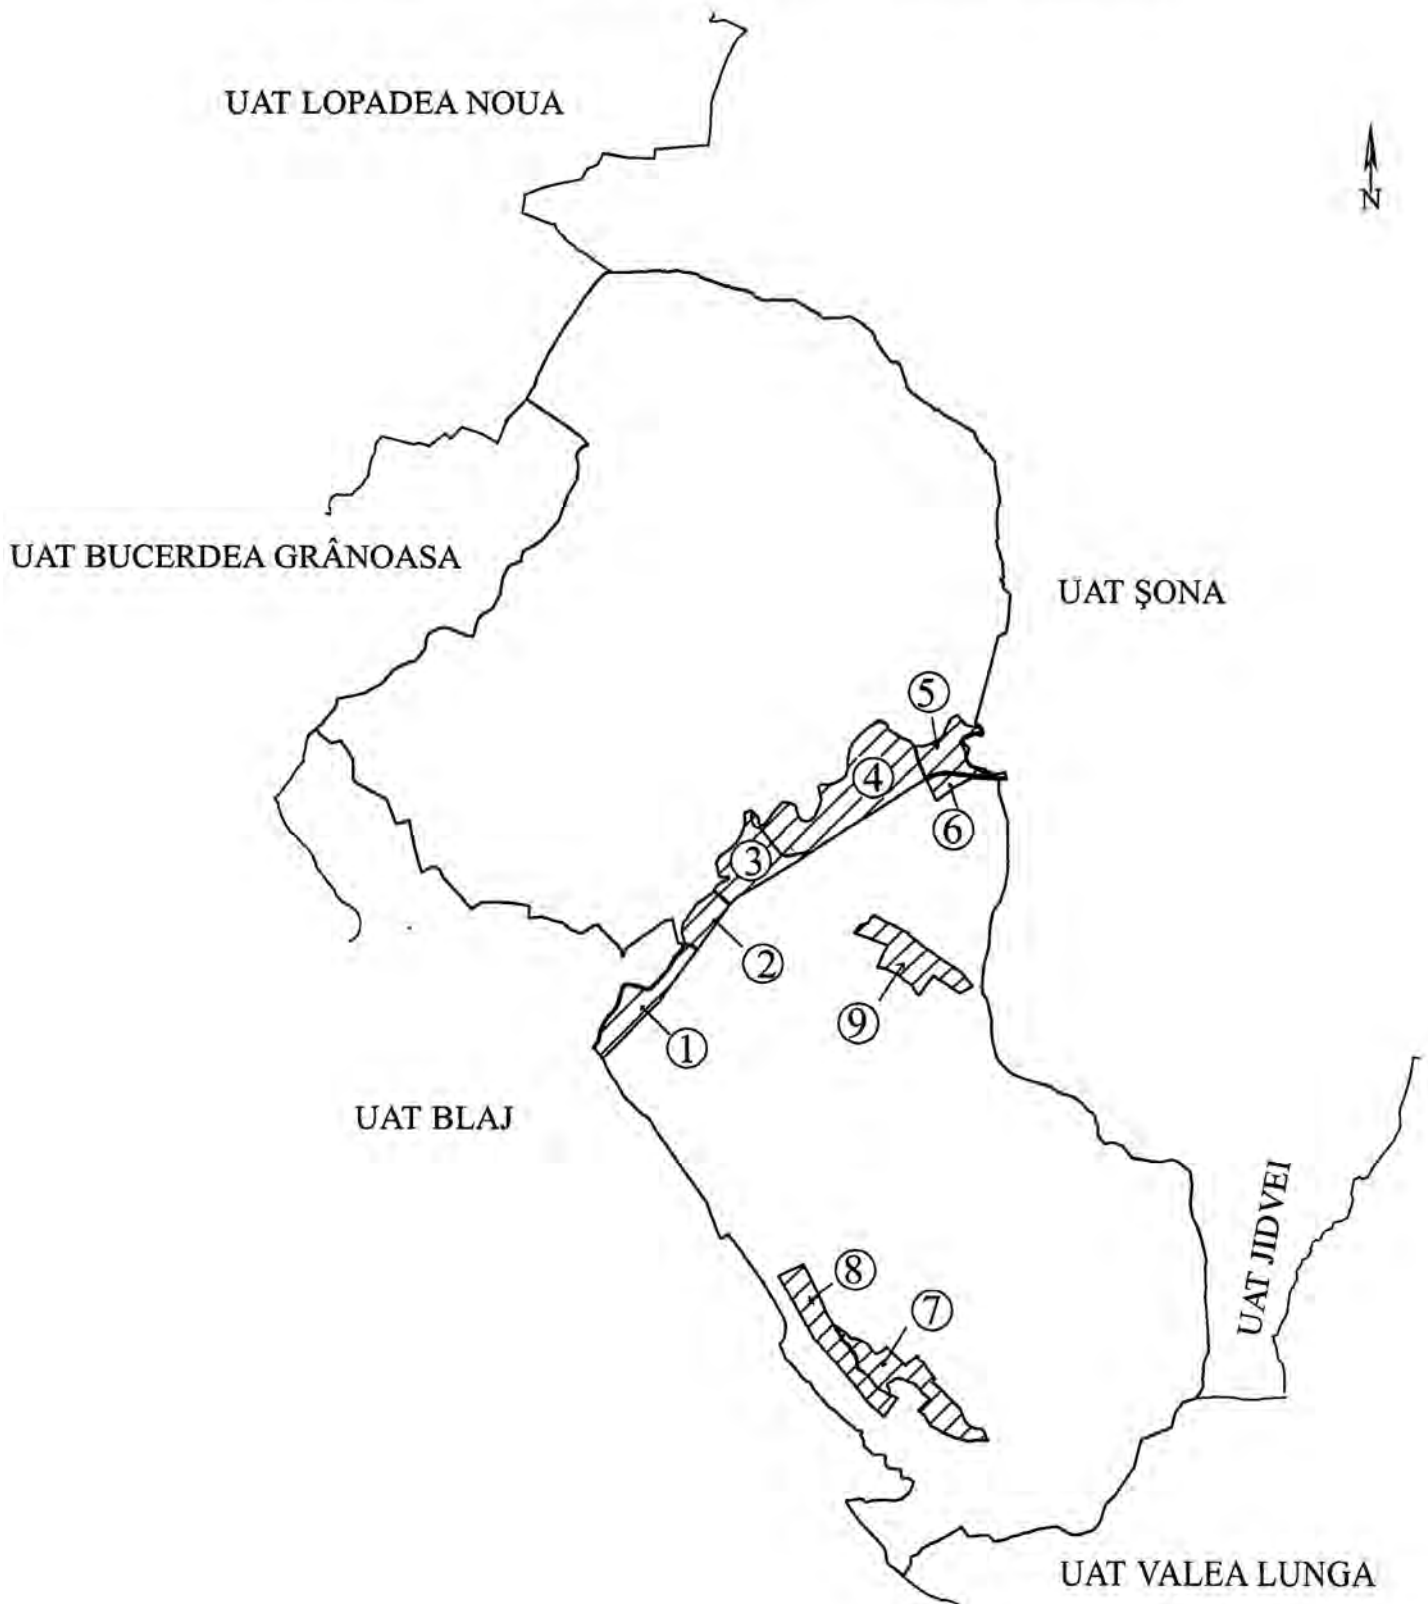 UAT LOPADEA NOUA
N
UAT BUCERDEA GRÂNOASA
UAT ŞONA
5
4
6
3
2
9
1
UAT BLAJ
UAT JIDVEI
8
7
UAT VALEA LUNGA